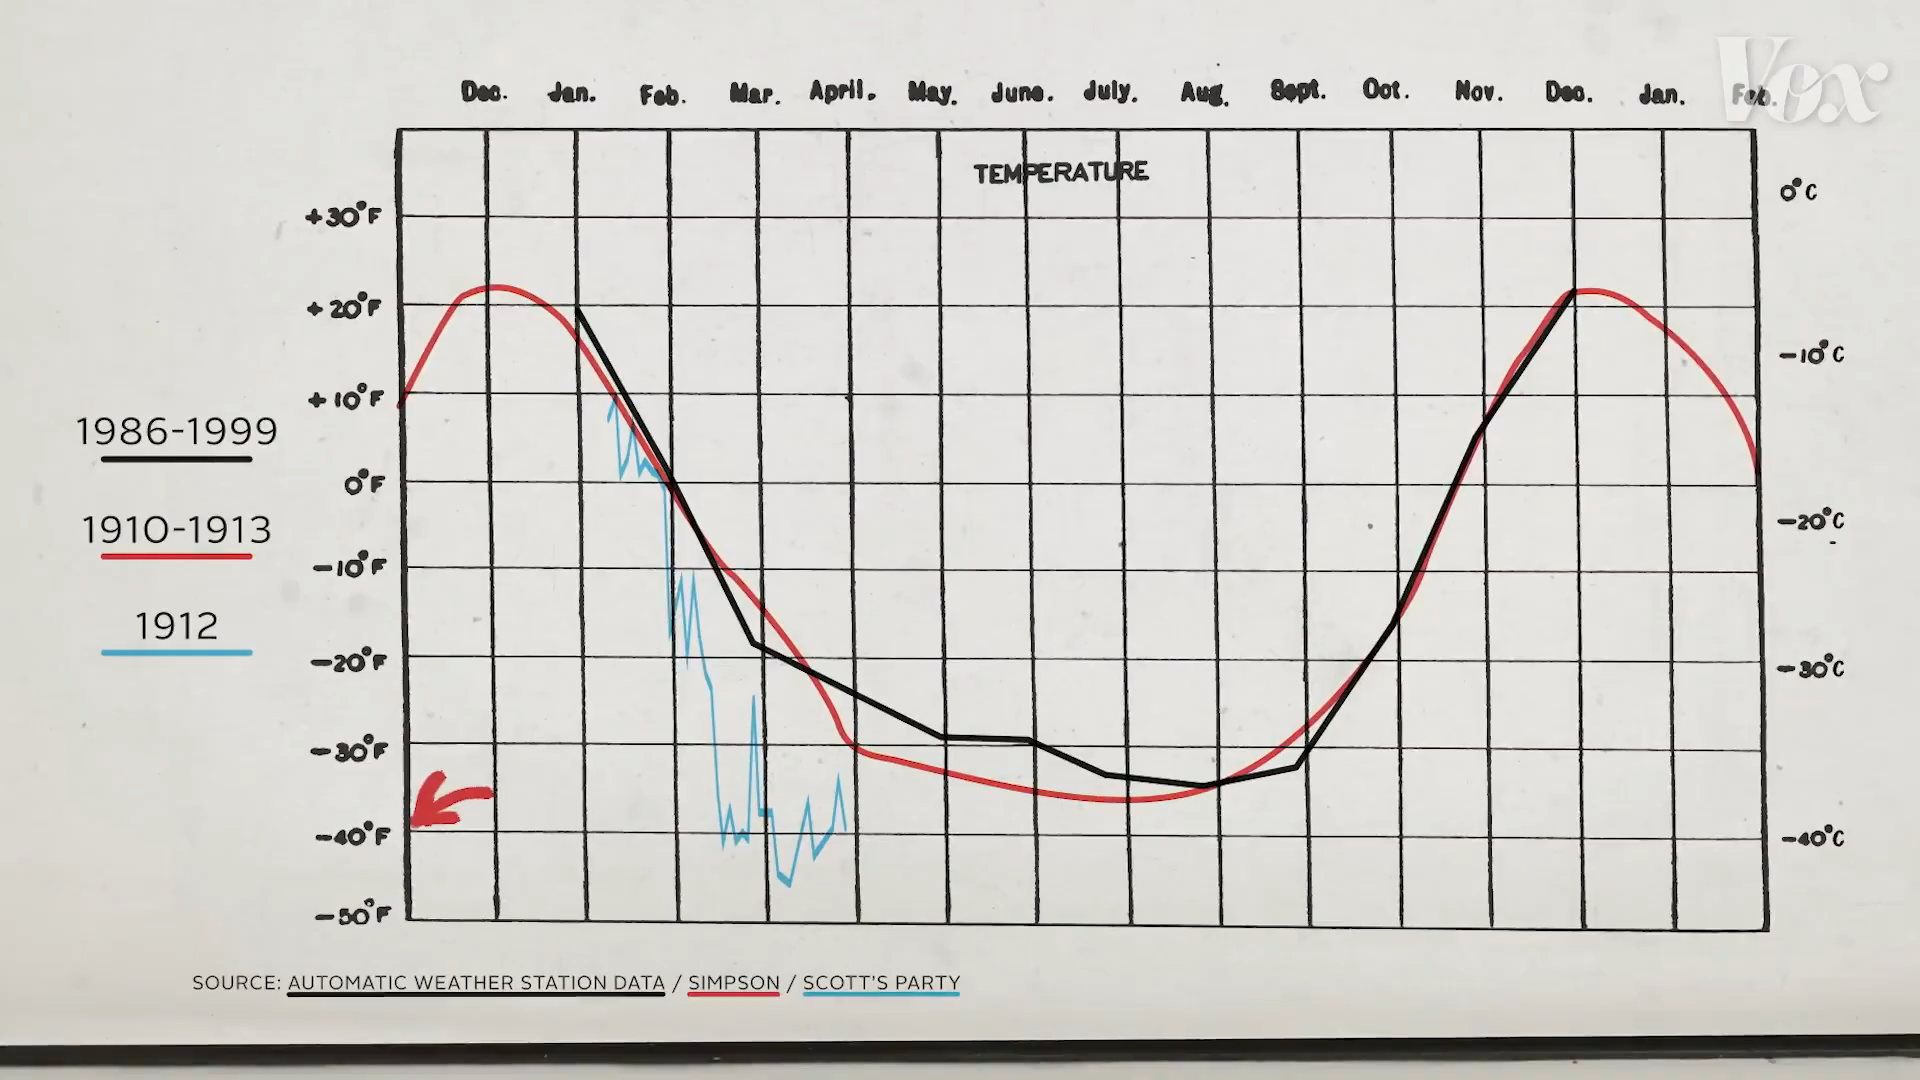 Vox
Dec. Jan. Feb. Mar. April. May. June. July. Aug. Sept. Oct. Nov. Dec. Jan. Feb.
TEMPERATURE
+30°F
+20°F
+10°F
0°F
-10°F
-20°F
-30°F
-40°F
-50°F
0°C
-10°C
-20°C
-30°C
-40°C
1986-1999
1910-1913
1912
SOURCE: AUTOMATIC WEATHER STATION DATA / SIMPSON / SCOTT'S PARTY